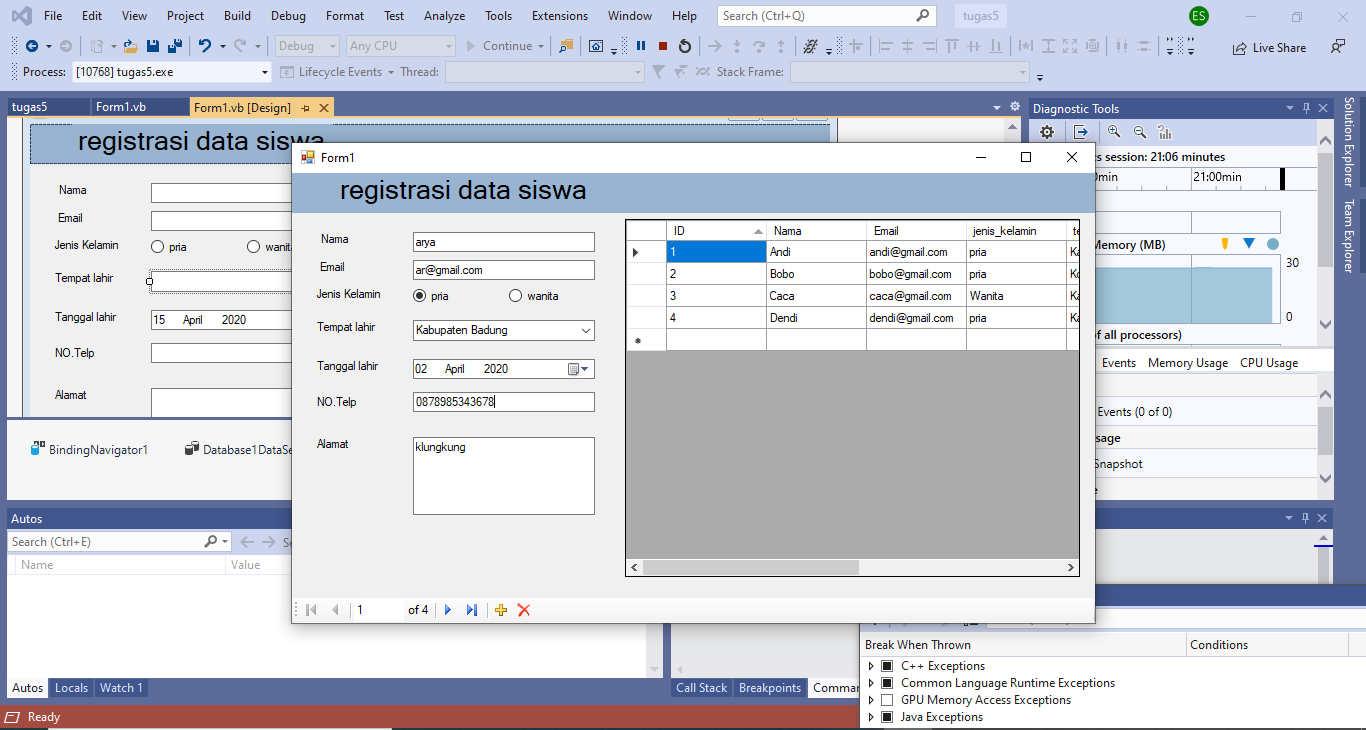 File Edit View Project Build Debug Format Test Analyze Tools Extensions Window Help Search (Ctrl+Q) tugas5 ES
Debug Any CPU Continue Live Share
Process: [10768] tugas5.exe Lifecycle Events Thread: Stack Frame:
tugas5 Form1.vb Form1.vb [Design]
registrasi data siswa
Nama
Email
Jenis Kelamin pria
Tempat lahir
Tanggal lahir 15 April 2020
NO.Telp
Alamat
BindingNavigator1
Form1
registrasi data siswa
Nama arya
Email ar@gmail.com
Jenis Kelamin pria wanita
Tempat lahir Kabupaten Badung
Tanggal lahir 02 April 2020
NO.Telp 0878985343678
Alamat klungkung
ID Nama Email jenis_kelamin
1 Andi andi@gmail.com pria
2 Bobo bobo@gmail.com pria
3 Caca caca@gmail.com Wanita
4 Dendi dendi@gmail.com pria
1 of 4
Diagnostic Tools
session: 21:06 minutes
21:00min
Memory (MB)
30
0
of all processors)
Events Memory Usage CPU Usage
Events (0 of 0)
Snapshot
Solution Explorer
Team Explorer
Autos
Search (Ctrl+E)
Name Value
Autos Locals Watch 1
Call Stack Breakpoints
Break When Thrown Conditions
C++ Exceptions
Common Language Runtime Exceptions
GPU Memory Access Exceptions
Java Exceptions
Ready